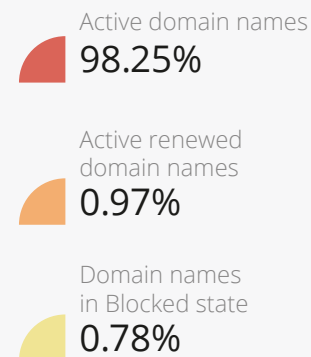 Active domain names
98.25%
Active renewed
domain names
0.97%
Domain names
in Blocked state
0.78%